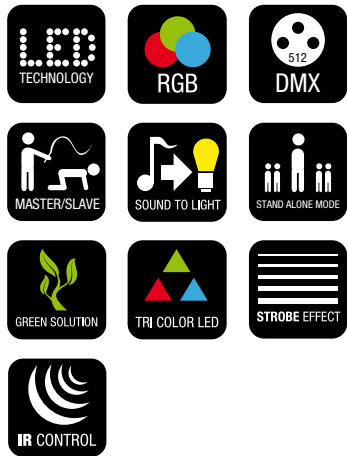 LED
TECHNOLOGY
RGB
512
DMX
MASTER/SLAVE
SOUND TO LIGHT
STAND ALONE MODE
GREEN SOLUTION
TRI COLOR LED
STROBE EFFECT
IR CONTROL